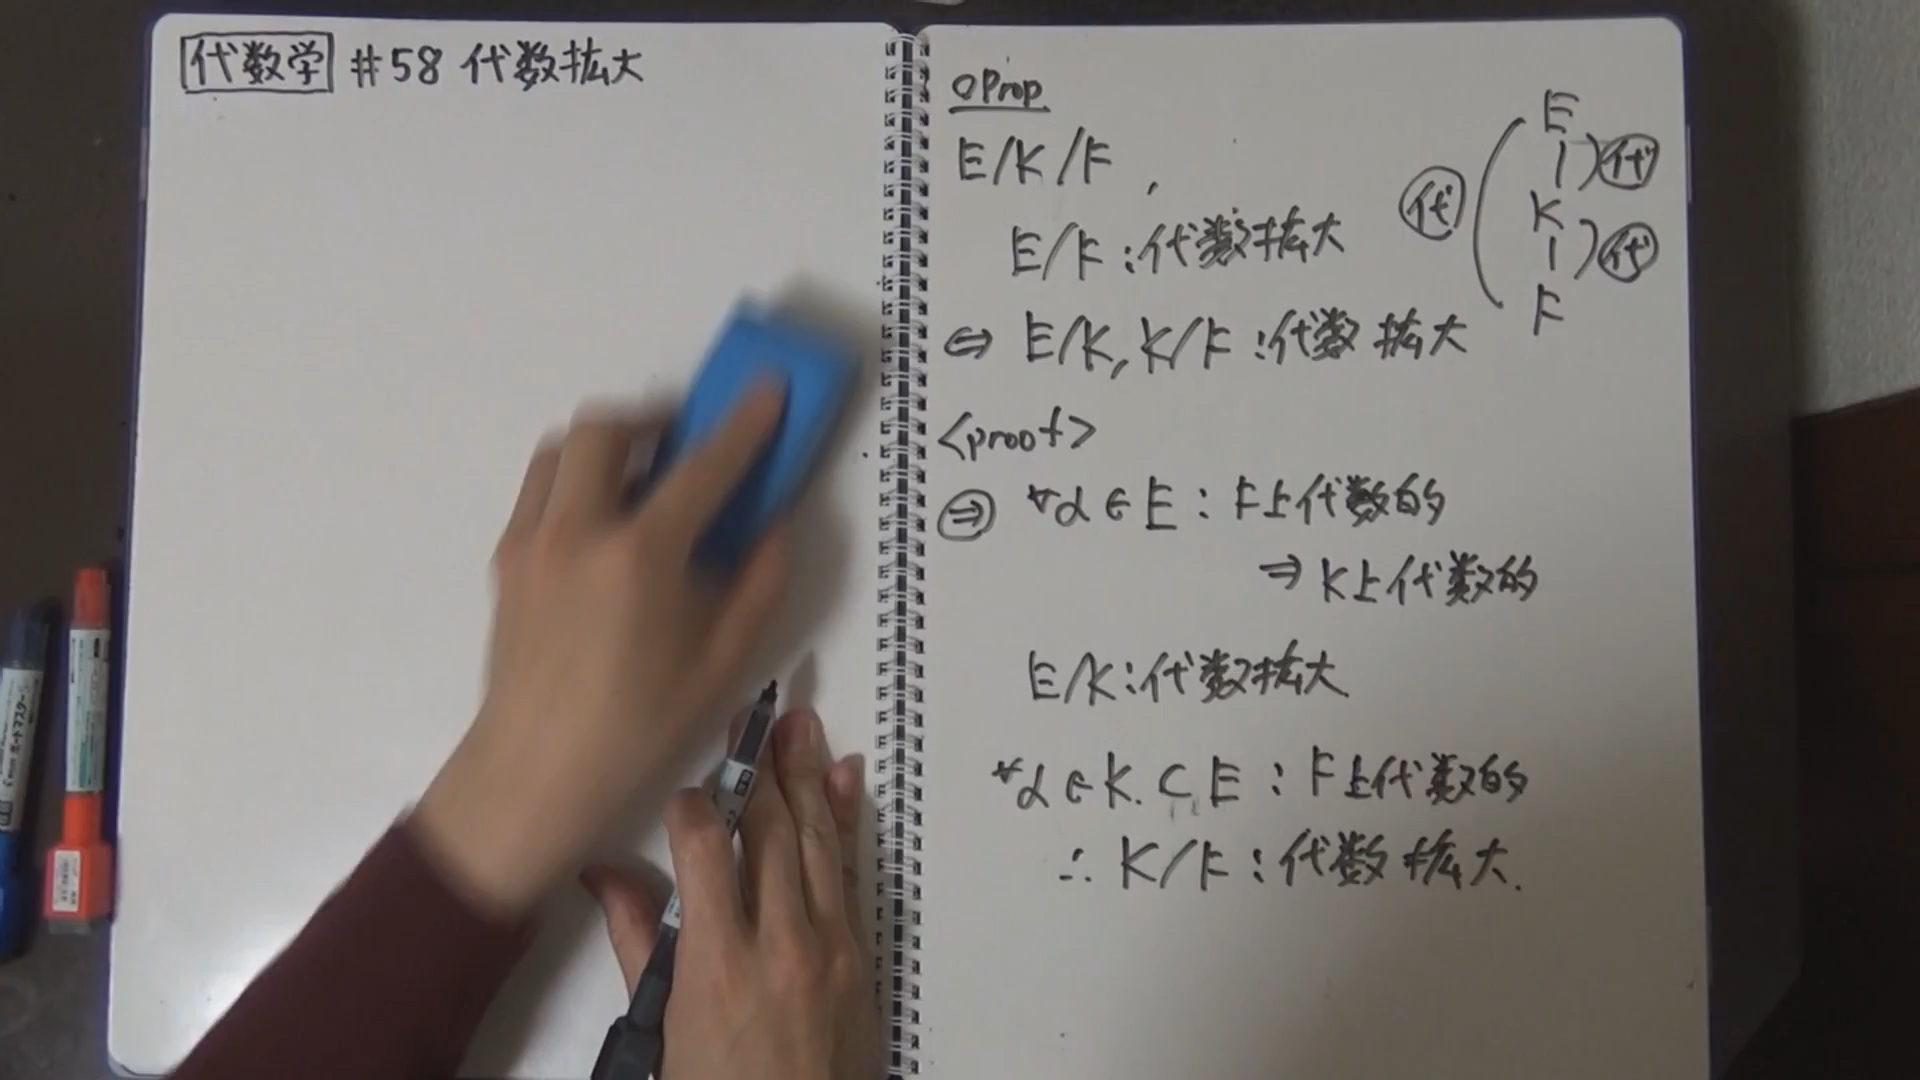 代数学 #58 代数拡大
○Prop
E/K/F,
E/F:代数拡大
⇔ E/K,K/F:代数拡大
<proof>
⇒ ∀α∈E:F上代数的
⇒K上代数的
E/K:代数拡大
∀α∈K.⊂E:F上代数的
∴K/F:代数拡大.
E
代
K
代
代
F